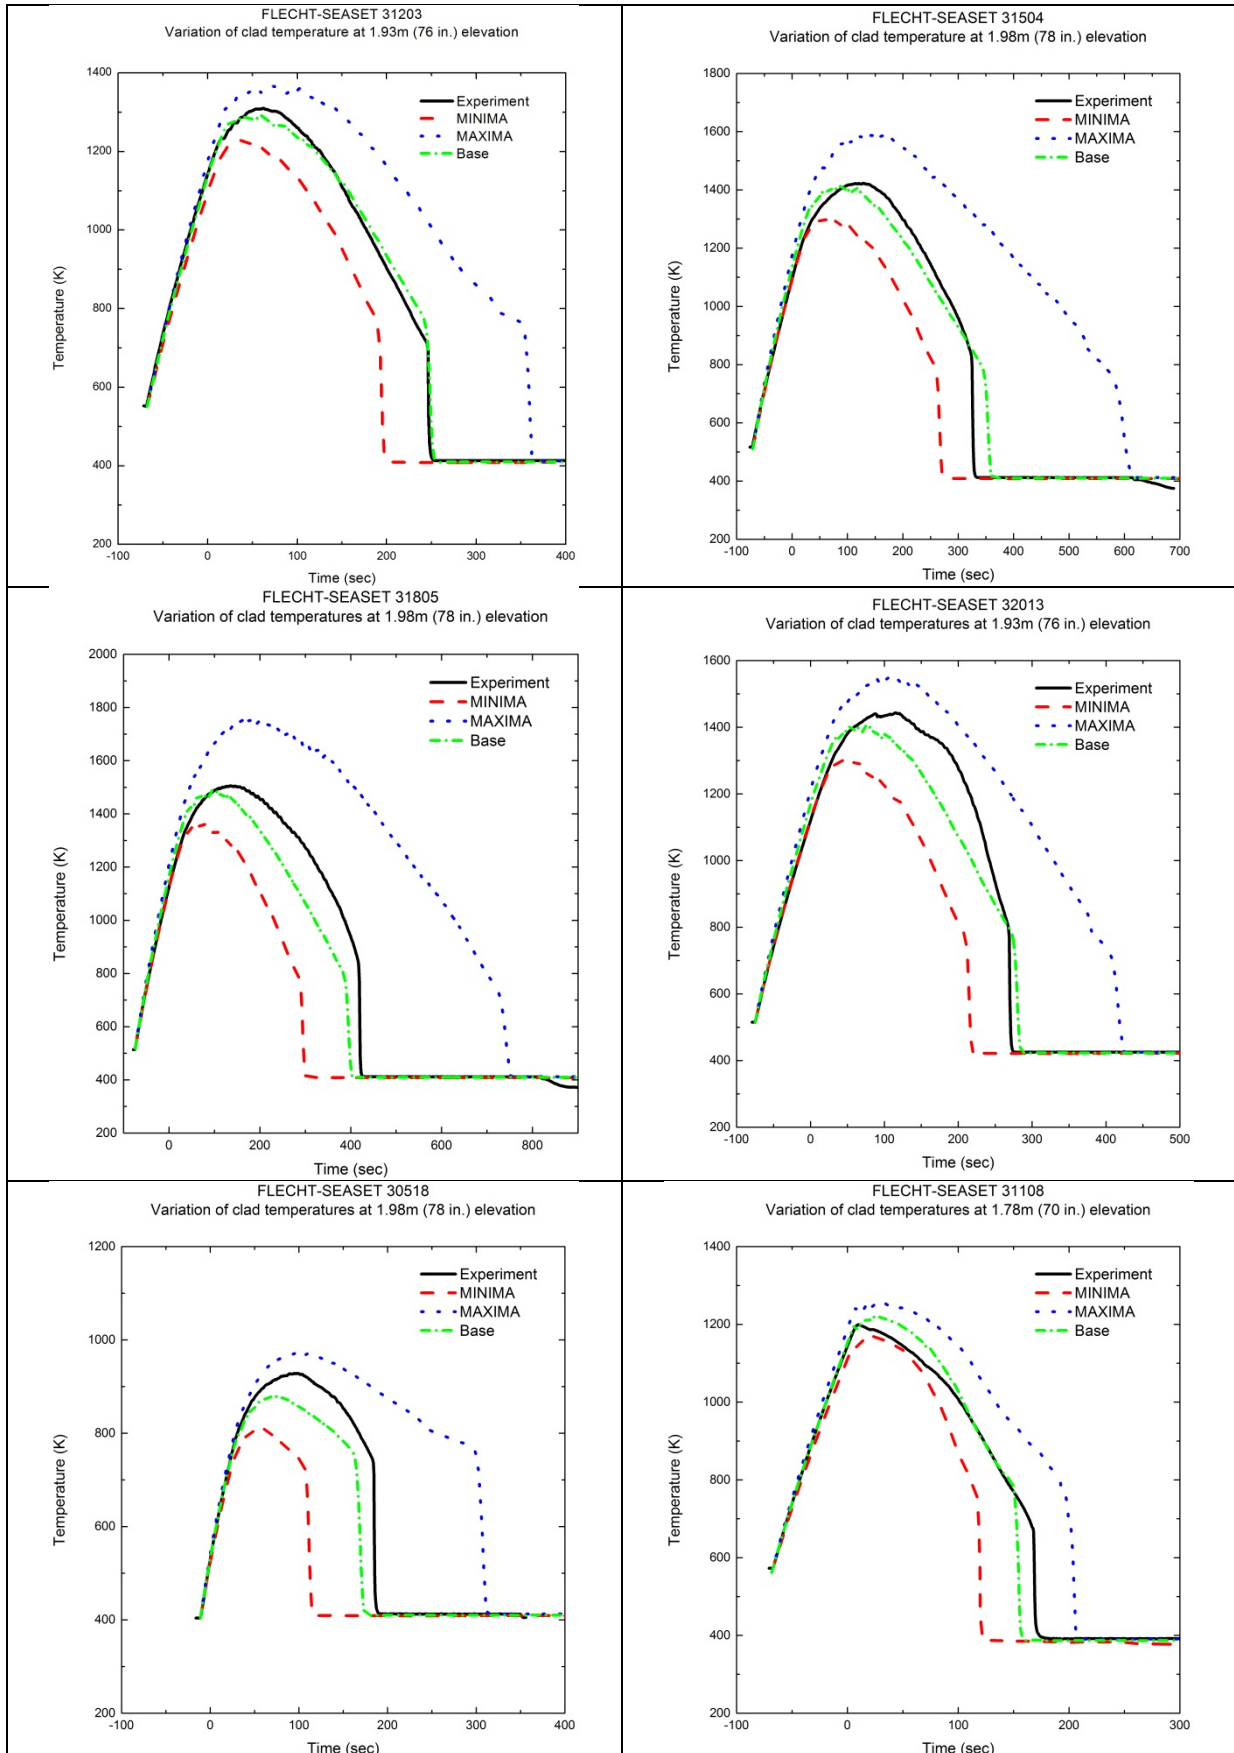 FLECHT-SEASET 31203
Variation of clad temperature at 1.93m (76 in.) elevation
1400
1200
1000
800
600
400
200
Temperature (K)
Experiment
MINIMA
MAXIMA
Base
-100
0
100
200
300
400
Time (sec)
FLECHT-SEASET 31504
Variation of clad temperature at 1.98m (78 in.) elevation
1800
1600
1400
1200
1000
800
600
400
200
Temperature (K)
Experiment
MINIMA
MAXIMA
Base
-100
0
100
200
300
400
500
600
700
Time (sec)
FLECHT-SEASET 31805
Variation of clad temperatures at 1.98m (78 in.) elevation
2000
1800
1600
1400
1200
1000
800
600
400
200
Temperature (K)
Experiment
MINIMA
MAXIMA
Base
0
200
400
600
800
Time (sec)
FLECHT-SEASET 32013
Variation of clad temperatures at 1.93m (76 in.) elevation
1600
1400
1200
1000
800
600
400
200
Temperature (K)
Experiment
MINIMA
MAXIMA
Base
-100
0
100
200
300
400
500
Time (sec)
FLECHT-SEASET 30518
Variation of clad temperatures at 1.98m (78 in.) elevation
1200
1000
800
600
400
200
Temperature (K)
Experiment
MINIMA
MAXIMA
Base
-100
0
100
200
300
400
Time (sec)
FLECHT-SEASET 31108
Variation of clad temperatures at 1.78m (70 in.) elevation
1400
1200
1000
800
600
400
200
Temperature (K)
Experiment
MINIMA
MAXIMA
Base
-100
0
100
200
300
Time (sec)